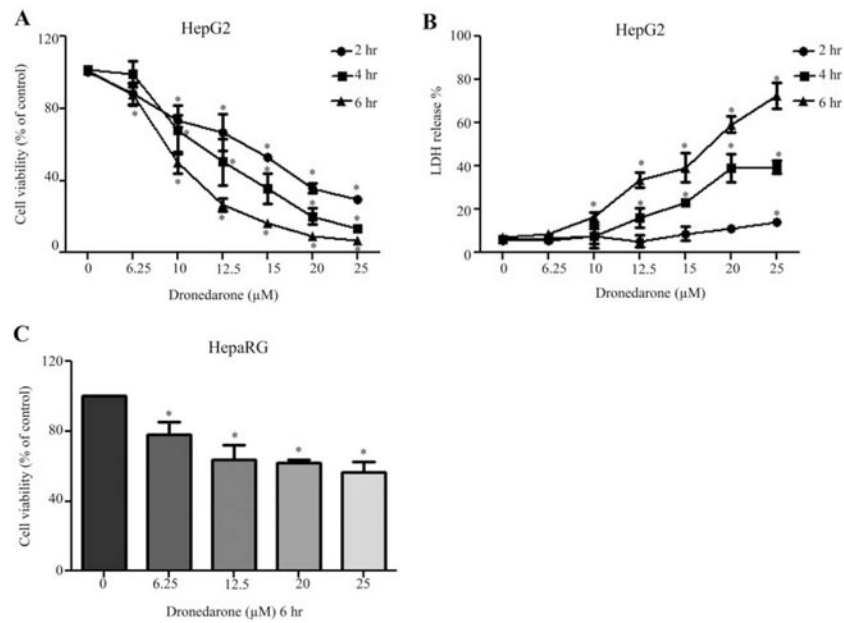 A
HepG2
120
80
40
0
Cell viability (% of control)
2 hr
4 hr
6 hr
* * * * * * * * * * * * * * * *
0 6.25 10 12.5 15 20 25
Dronedarone (µM)
B
HepG2
100
80
60
40
20
0
LDH release %
2 hr
4 hr
6 hr
* * * * * * * * * *
0 6.25 10 12.5 15 20 25
Dronedarone (µM)
C
HepaRG
120
80
40
0
Cell viability (% of control)
* * * *
0 6.25 12.5 20 25
Dronedarone (µM) 6 hr